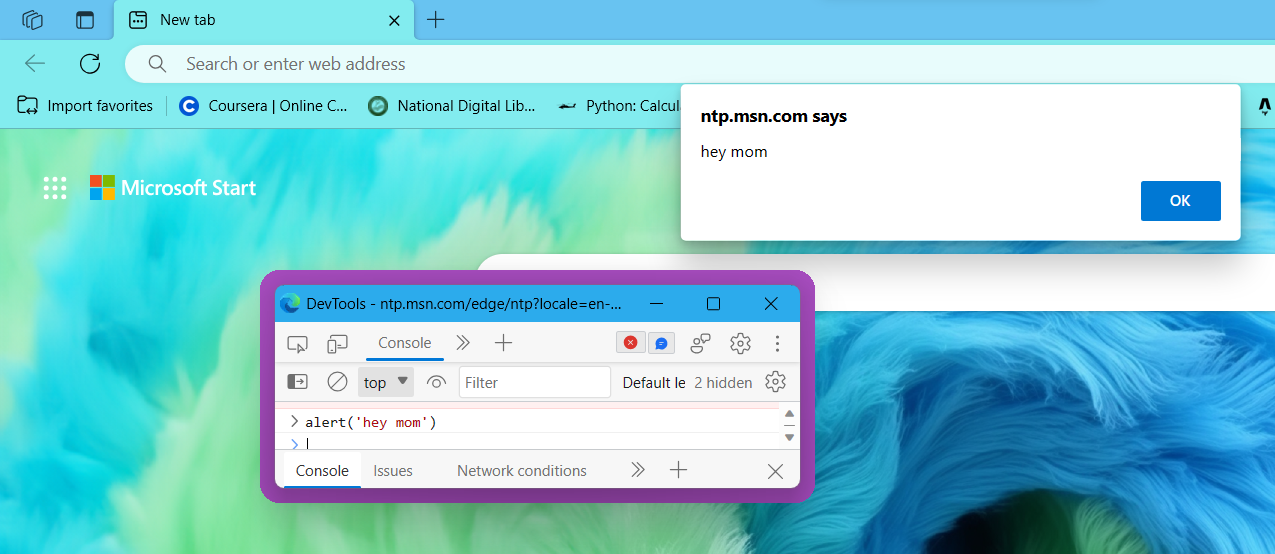 New tab
Search or enter web address
Import favorites
Coursera | Online C...
National Digital Lib...
Python: Calcul
ntp.msn.com says
hey mom
OK
Microsoft Start
DevTools - ntp.msn.com/edge/ntp?locale=en-...
Console
top
Filter
Default le
2 hidden
alert('hey mom')
Console
Issues
Network conditions